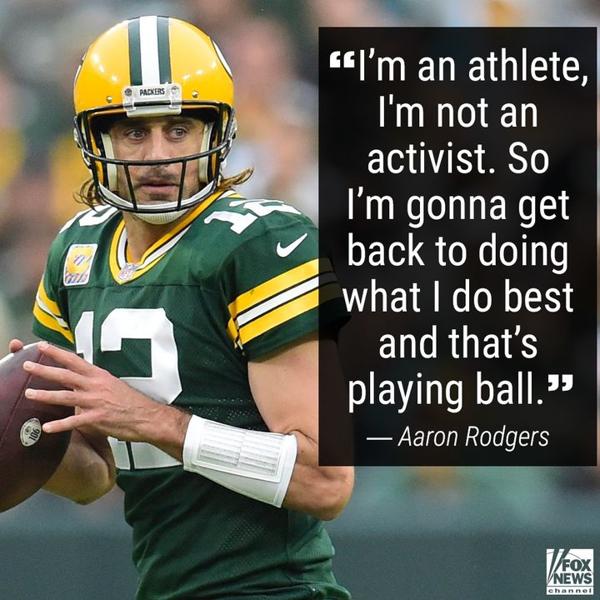 PACKERS
12
12
“I’m an athlete,
I'm not an
activist. So
I’m gonna get
back to doing
what I do best
and that’s
playing ball.”
— Aaron Rodgers
FOX
NEWS
channel